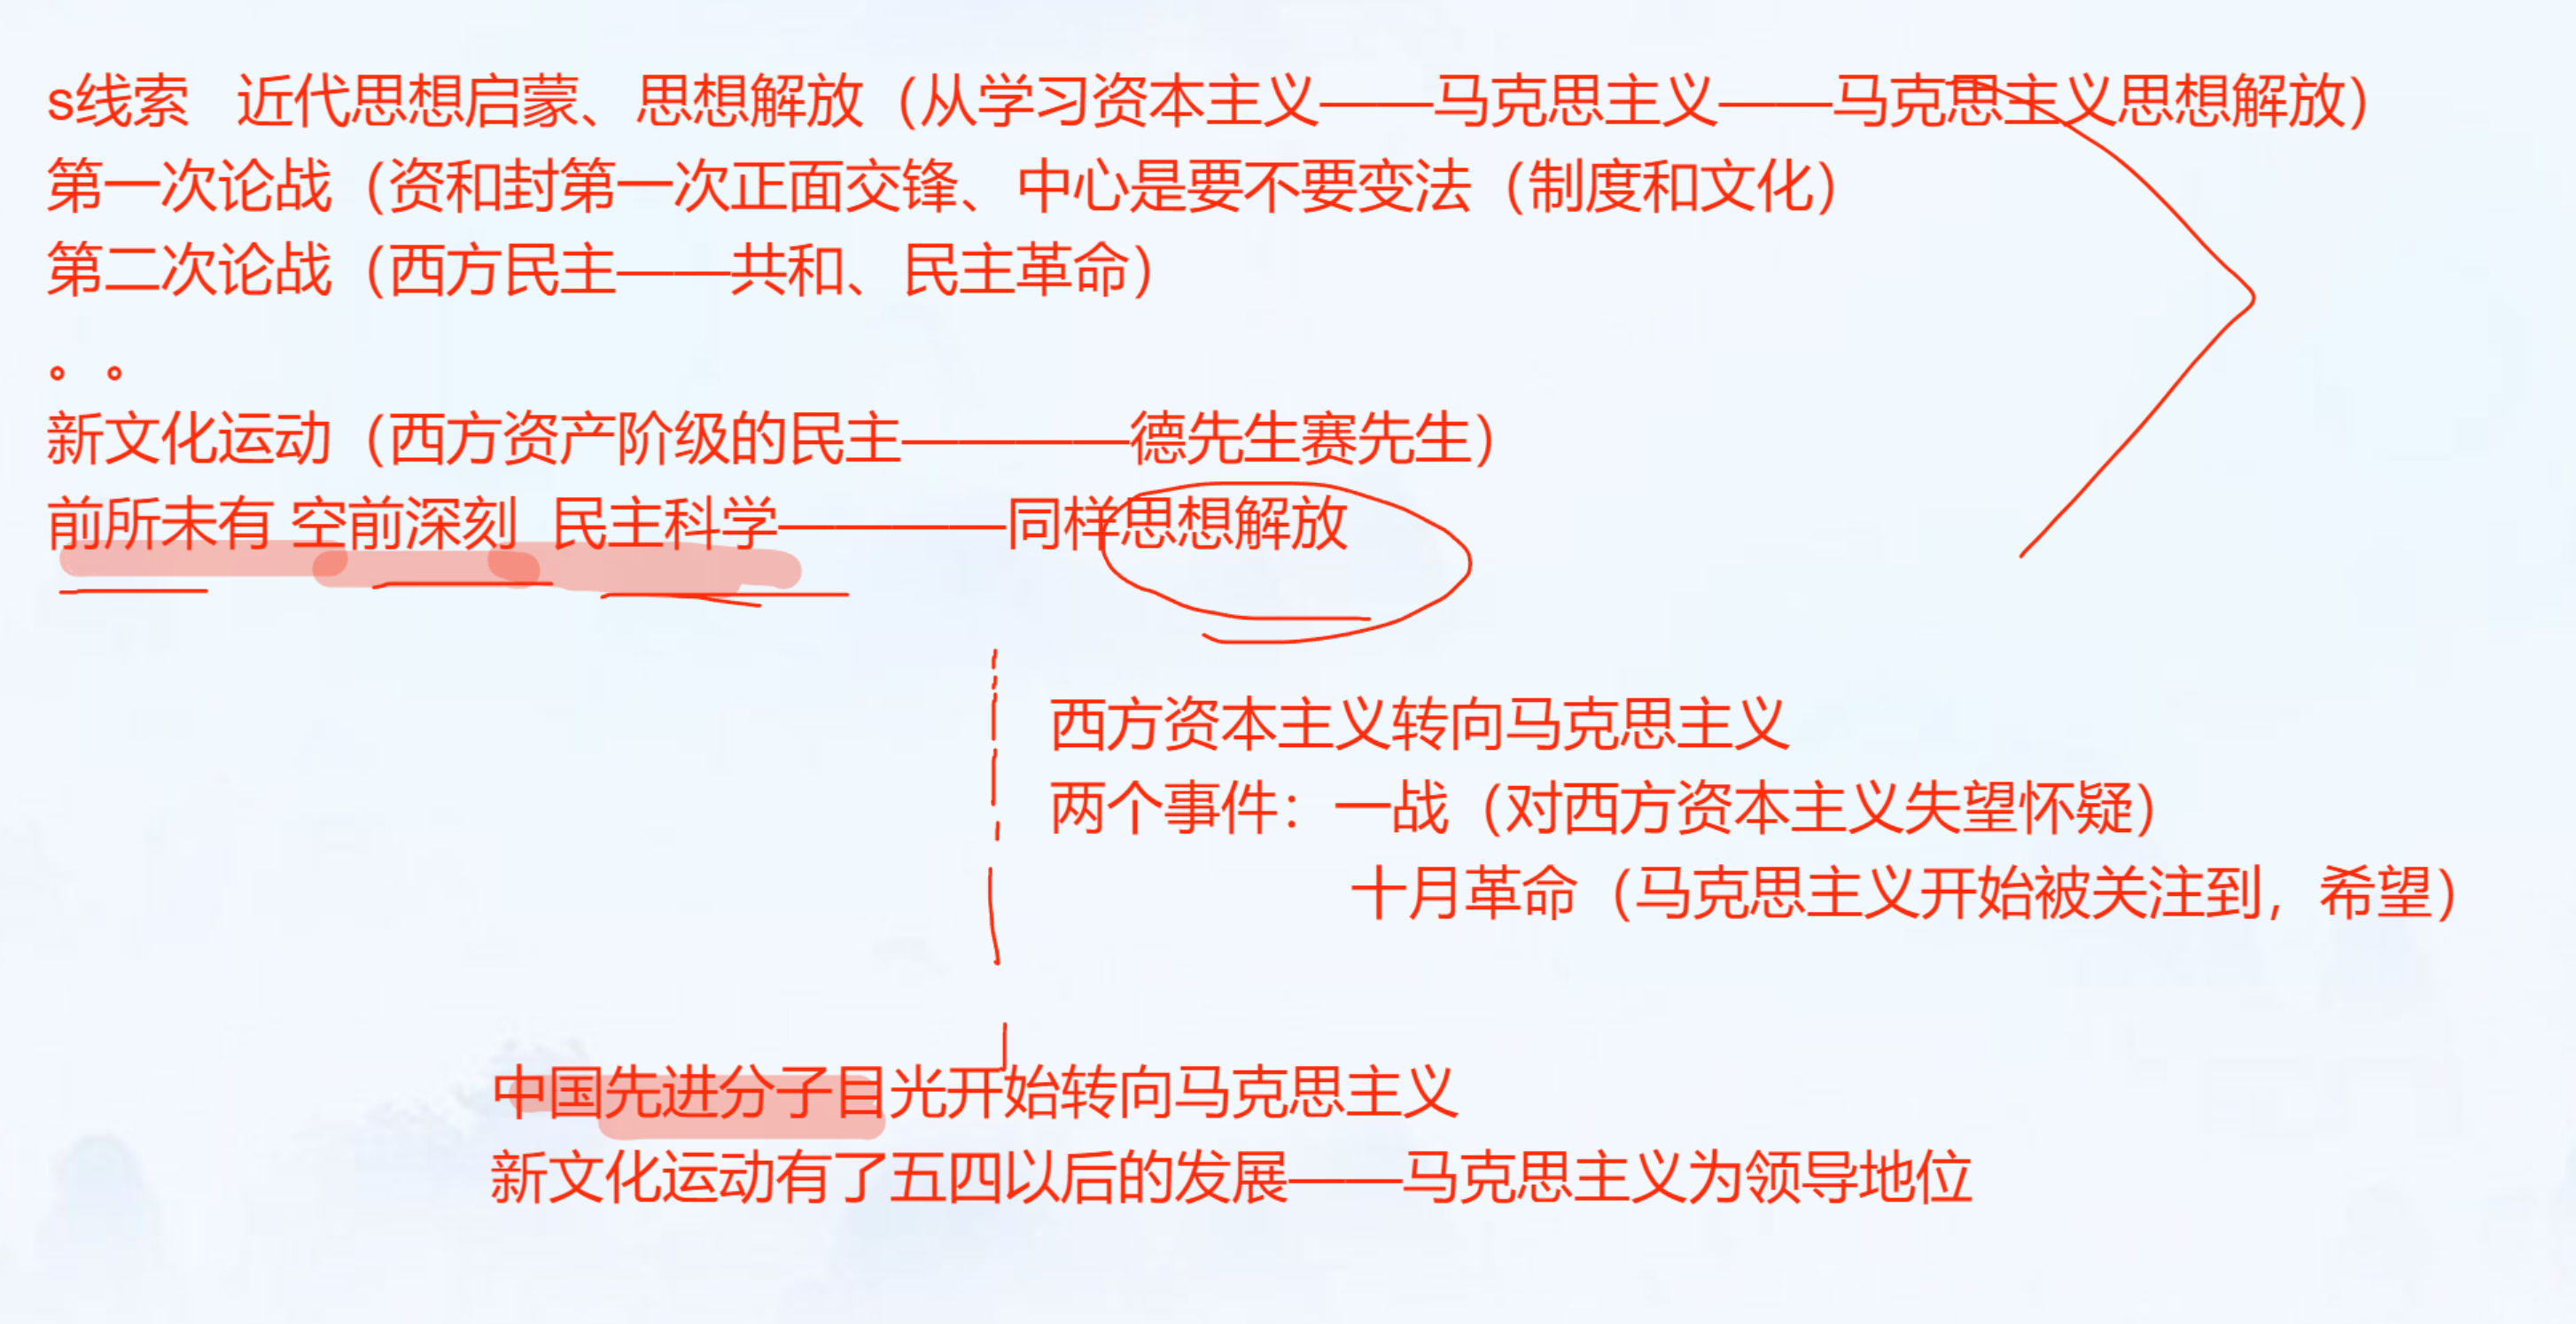 s线索 近代思想启蒙、思想解放（从学习资本主义——马克思主义——马克思主义思想解放）
第一次论战（资和封第一次正面交锋、中心是要不要变法（制度和文化）
第二次论战（西方民主——共和、民主革命）
。。
新文化运动（西方资产阶级的民主————德先生赛先生）
前所未有 空前深刻 民主科学————同样思想解放
西方资本主义转向马克思主义
两个事件：一战（对西方资本主义失望怀疑）
十月革命（马克思主义开始被关注到，希望）
中国先进分子目光开始转向马克思主义
新文化运动有了五四以后的发展——马克思主义为领导地位